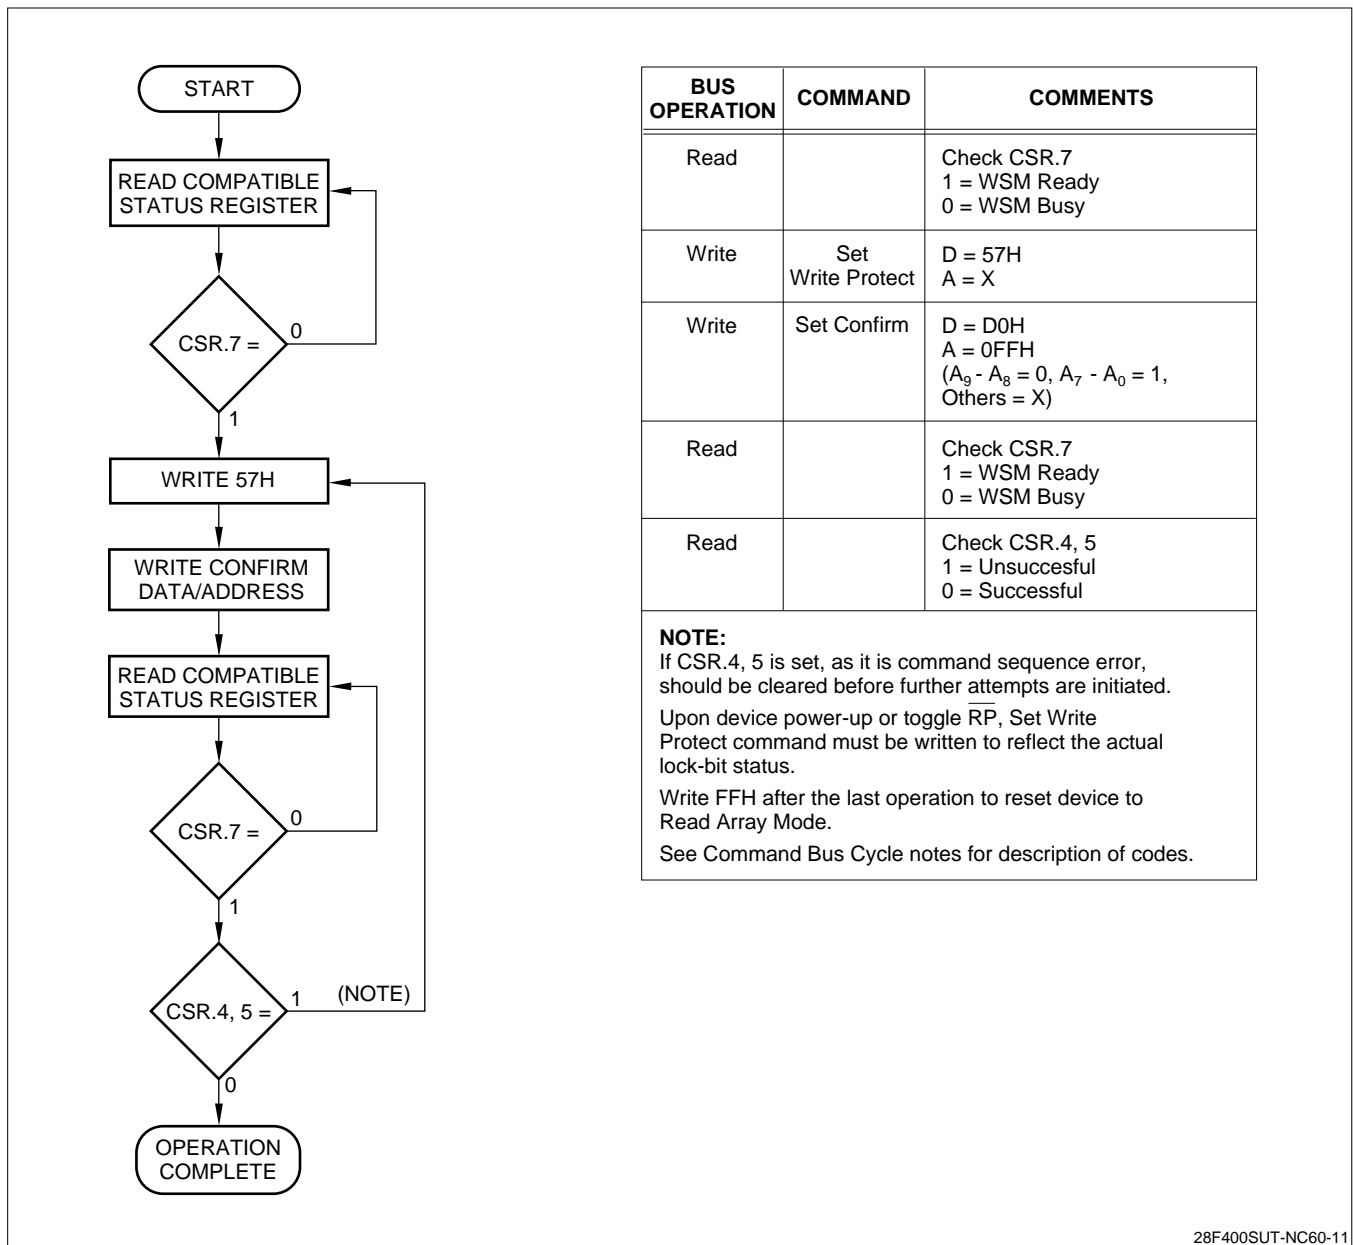 START
READ COMPATIBLE
STATUS REGISTER
CSR.7 =
0
1
WRITE 57H
WRITE CONFIRM
DATA/ADDRESS
READ COMPATIBLE
STATUS REGISTER
CSR.7 =
0
1
CSR.4, 5 =
1
(NOTE)
0
OPERATION
COMPLETE
BUS
OPERATION
COMMAND
COMMENTS
Read
Check CSR.7
1 = WSM Ready
0 = WSM Busy
Write
Set
Write Protect
D = 57H
A = X
Write
Set Confirm
D = D0H
A = 0FFH
(A9 - A8 = 0, A7 - A0 = 1,
Others = X)
Read
Check CSR.7
1 = WSM Ready
0 = WSM Busy
Read
Check CSR.4, 5
1 = Unsuccesful
0 = Successful
NOTE:
If CSR.4, 5 is set, as it is command sequence error,
should be cleared before further attempts are initiated.
Upon device power-up or toggle R̅P̅, Set Write
Protect command must be written to reflect the actual
lock-bit status.
Write FFH after the last operation to reset device to
Read Array Mode.
See Command Bus Cycle notes for description of codes.
28F400SUT-NC60-11